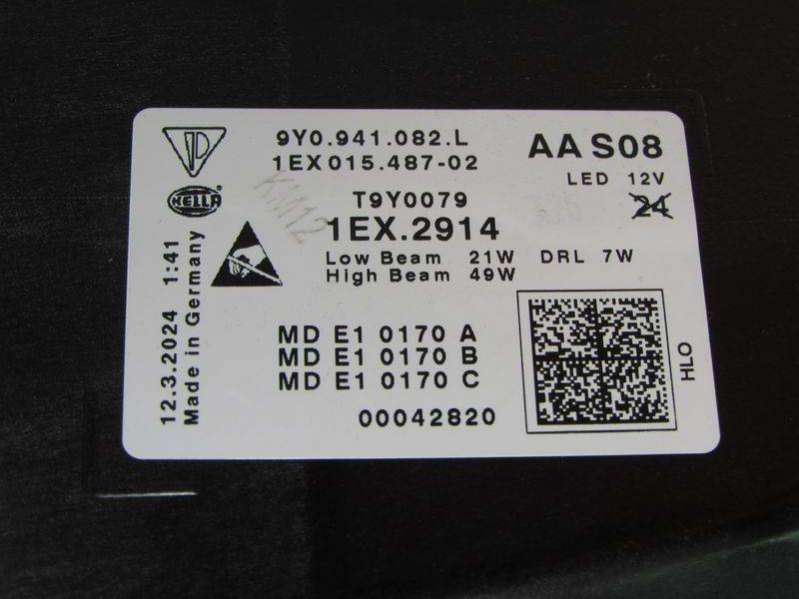 9Y0.941.082.L
1EX015.487-02
AA S08
LED 12V
24
HELLA
T9Y0079
KM12
1EX.2914
Low Beam 21W DRL 7W
High Beam 49W
MD E1 0170 A
MD E1 0170 B
MD E1 0170 C
00042820
HLO
12.3.2024 1:41
Made in Germany